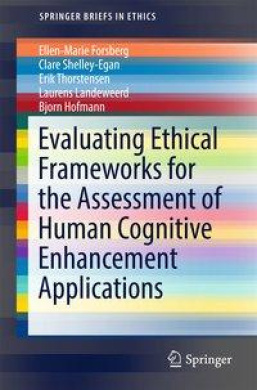 SPRINGER BRIEFS IN ETHICS
Ellen-Marie Forsberg
Clare Shelley-Egan
Erik Thorstensen
Laurens Landeweerd
Bjorn Hofmann
Evaluating Ethical
Frameworks for
the Assessment of
Human Cognitive
Enhancement
Applications
Springer